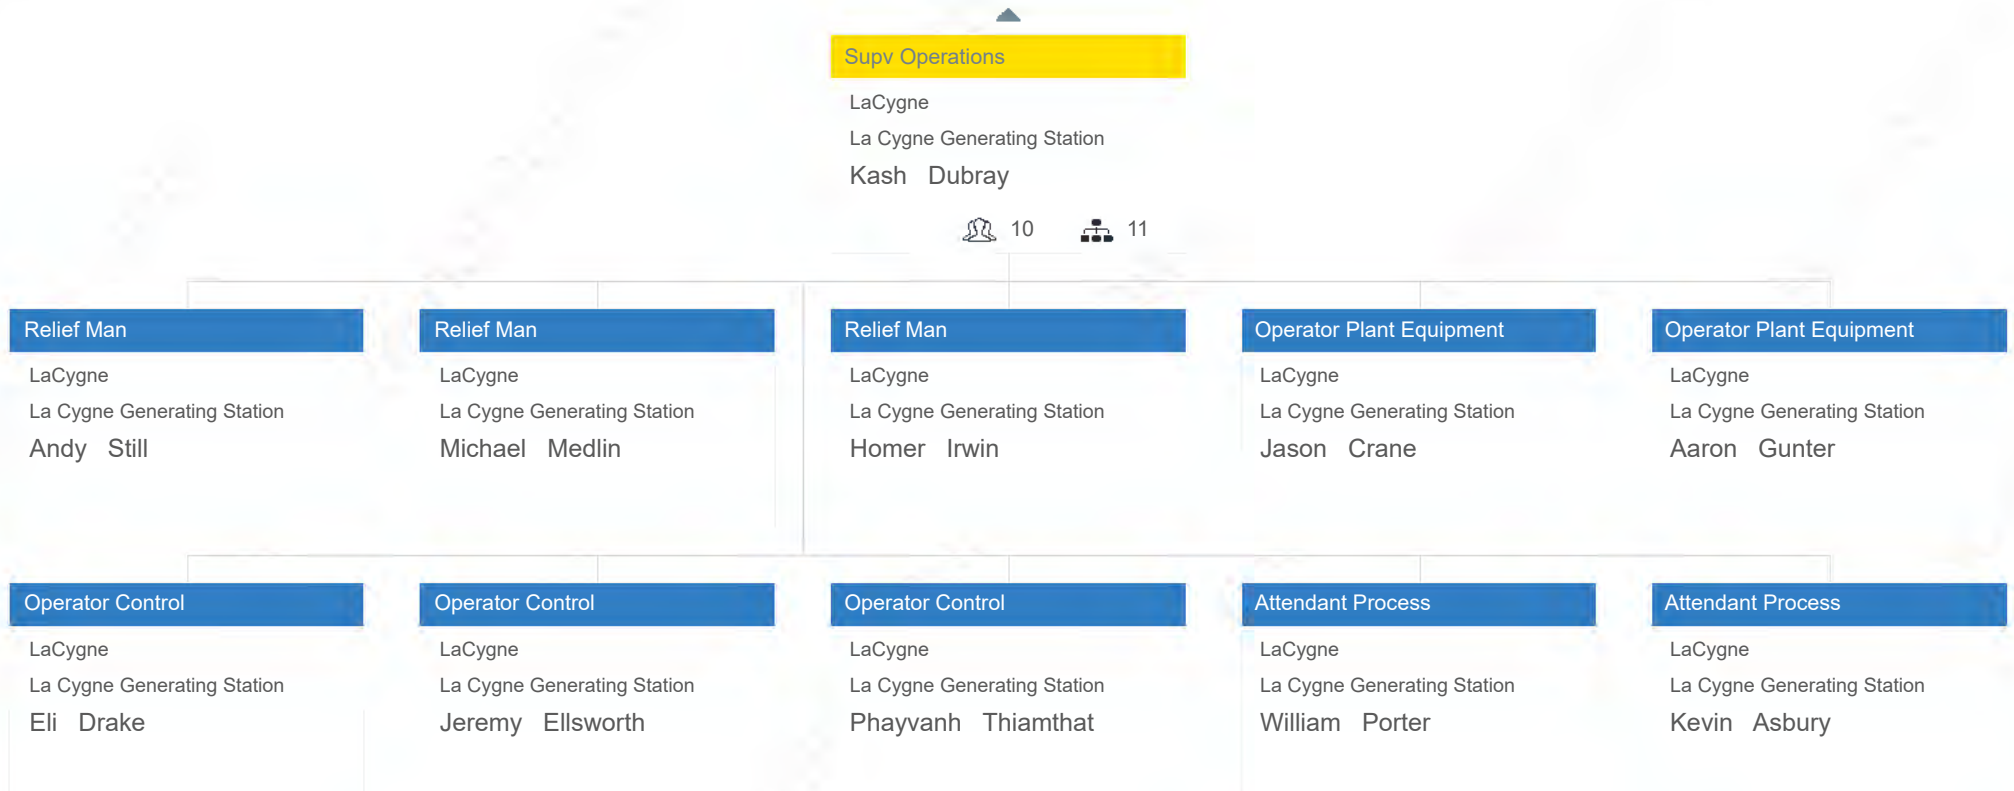 Supv Operations
LaCygne
La Cygne Generating Station
Kash Dubray
10 11
Relief Man
LaCygne
La Cygne Generating Station
Andy Still
Relief Man
LaCygne
La Cygne Generating Station
Michael Medlin
Relief Man
LaCygne
La Cygne Generating Station
Homer Irwin
Operator Plant Equipment
LaCygne
La Cygne Generating Station
Jason Crane
Operator Plant Equipment
LaCygne
La Cygne Generating Station
Aaron Gunter
Operator Control
LaCygne
La Cygne Generating Station
Eli Drake
Operator Control
LaCygne
La Cygne Generating Station
Jeremy Ellsworth
Operator Control
LaCygne
La Cygne Generating Station
Phayvanh Thiamthat
Attendant Process
LaCygne
La Cygne Generating Station
William Porter
Attendant Process
LaCygne
La Cygne Generating Station
Kevin Asbury